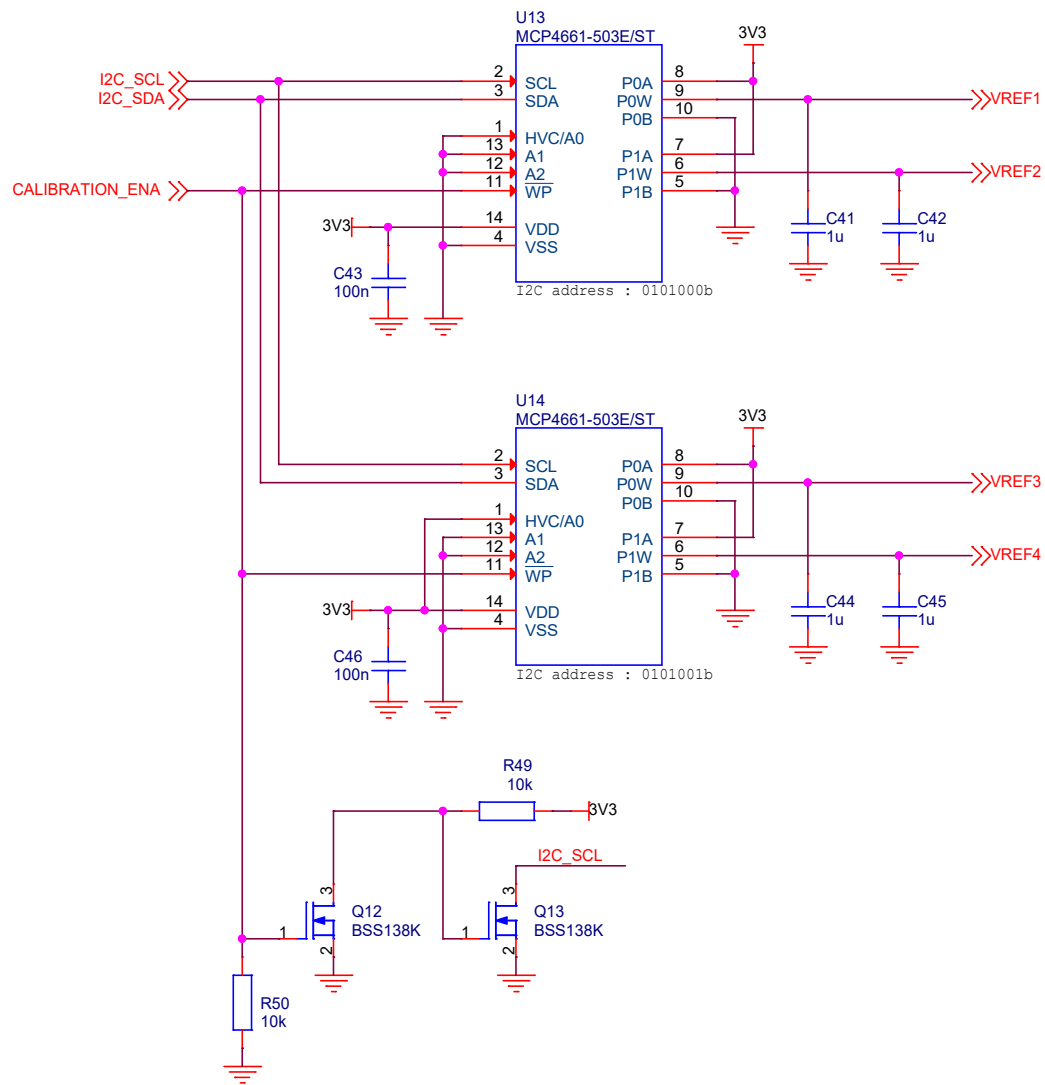 U13
MCP4661-503E/ST
3V3
I2C_SCL
2
SCL
P0A
8
I2C_SDA
3
SDA
P0W
9
VREF1
P0B
10
1
HVC/A0
13
A1
P1A
7
12
A2
P1W
6
VREF2
CALIBRATION_ENA
11
WP
P1B
5
3V3
14
VDD
4
VSS
C41
1u
C42
1u
C43
100n
I2C address : 0101000b
U14
MCP4661-503E/ST
3V3
2
SCL
P0A
8
3
SDA
P0W
9
VREF3
P0B
10
1
HVC/A0
13
A1
P1A
7
12
A2
P1W
6
VREF4
11
WP
P1B
5
3V3
14
VDD
4
VSS
C44
1u
C45
1u
C46
100n
I2C address : 0101001b
R49
10k
3V3
I2C_SCL
3
Q12
BSS138K
1
2
3
Q13
BSS138K
1
2
R50
10k